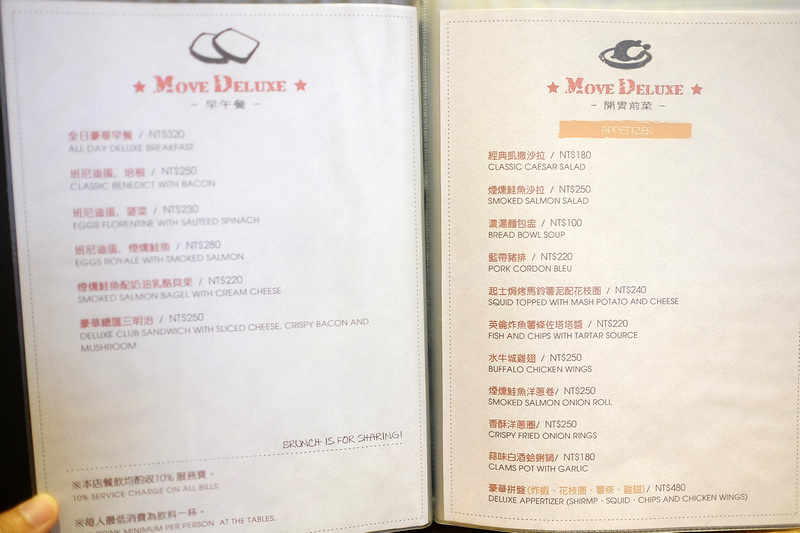 MOVE DELUXE
- 早午餐 -
全日豪華早餐 / NT$320
ALL DAY DELUXE BREAKFAST
班尼迪蛋，培根 / NT$250
CLASSIC BENEDICT WITH BACON
班尼迪蛋，菠菜 / NT$230
EGGS FLORENTINE WITH SAUTEED SPINACH
班尼迪蛋，煙燻鮭魚 / NT$280
EGGS ROYALE WITH SMOKED SALMON
煙燻鮭魚配奶油乳酪貝果 / NT$220
SMOKED SALMON BAGEL WITH CREAM CHEESE
豪華總匯三明治 / NT$250
DELUXE CLUB SANDWICH WITH SLICED CHEESE, CRISPY BACON AND
MUSHROOM
BRUNCH IS FOR SHARING!
※本店餐飲均酌收10% 服務費。
10% SERVICE CHARGE ON ALL BILLS.
※每人最低消費為飲料一杯。
DRINK MINIMUM PER PERSON AT THE TABLES.
MOVE DELUXE
- 開胃前菜 -
APPETIZER
經典凱撒沙拉 / NT$180
CLASSIC CAESAR SALAD
煙燻鮭魚沙拉 / NT$250
SMOKED SALMON SALAD
濃湯麵包盅 / NT$100
BREAD BOWL SOUP
藍帶豬排 / NT$220
PORK CORDON BLEU
起士焗烤馬鈴薯泥配花枝圈 / NT$240
SQUID TOPPED WITH MASH POTATO AND CHEESE
英倫炸魚薯條佐塔塔醬 / NT$220
FISH AND CHIPS WITH TARTAR SOURCE
水牛城雞翅 / NT$250
BUFFALO CHICKEN WINGS
煙燻鮭魚洋蔥卷/ NT$250
SMOKED SALMON ONION ROLL
香酥洋蔥圈/ NT$250
CRISPY FRIED ONION RINGS
蒜味白酒蛤蜊鍋/ NT$180
CLAMS POT WITH GARLIC
豪華拼盤(炸蝦、花枝圈、薯條、雞翅)/ NT$480
DELUXE APPERTIZER (SHIRMP、SQUID、CHIPS AND CHICKEN WINGS)